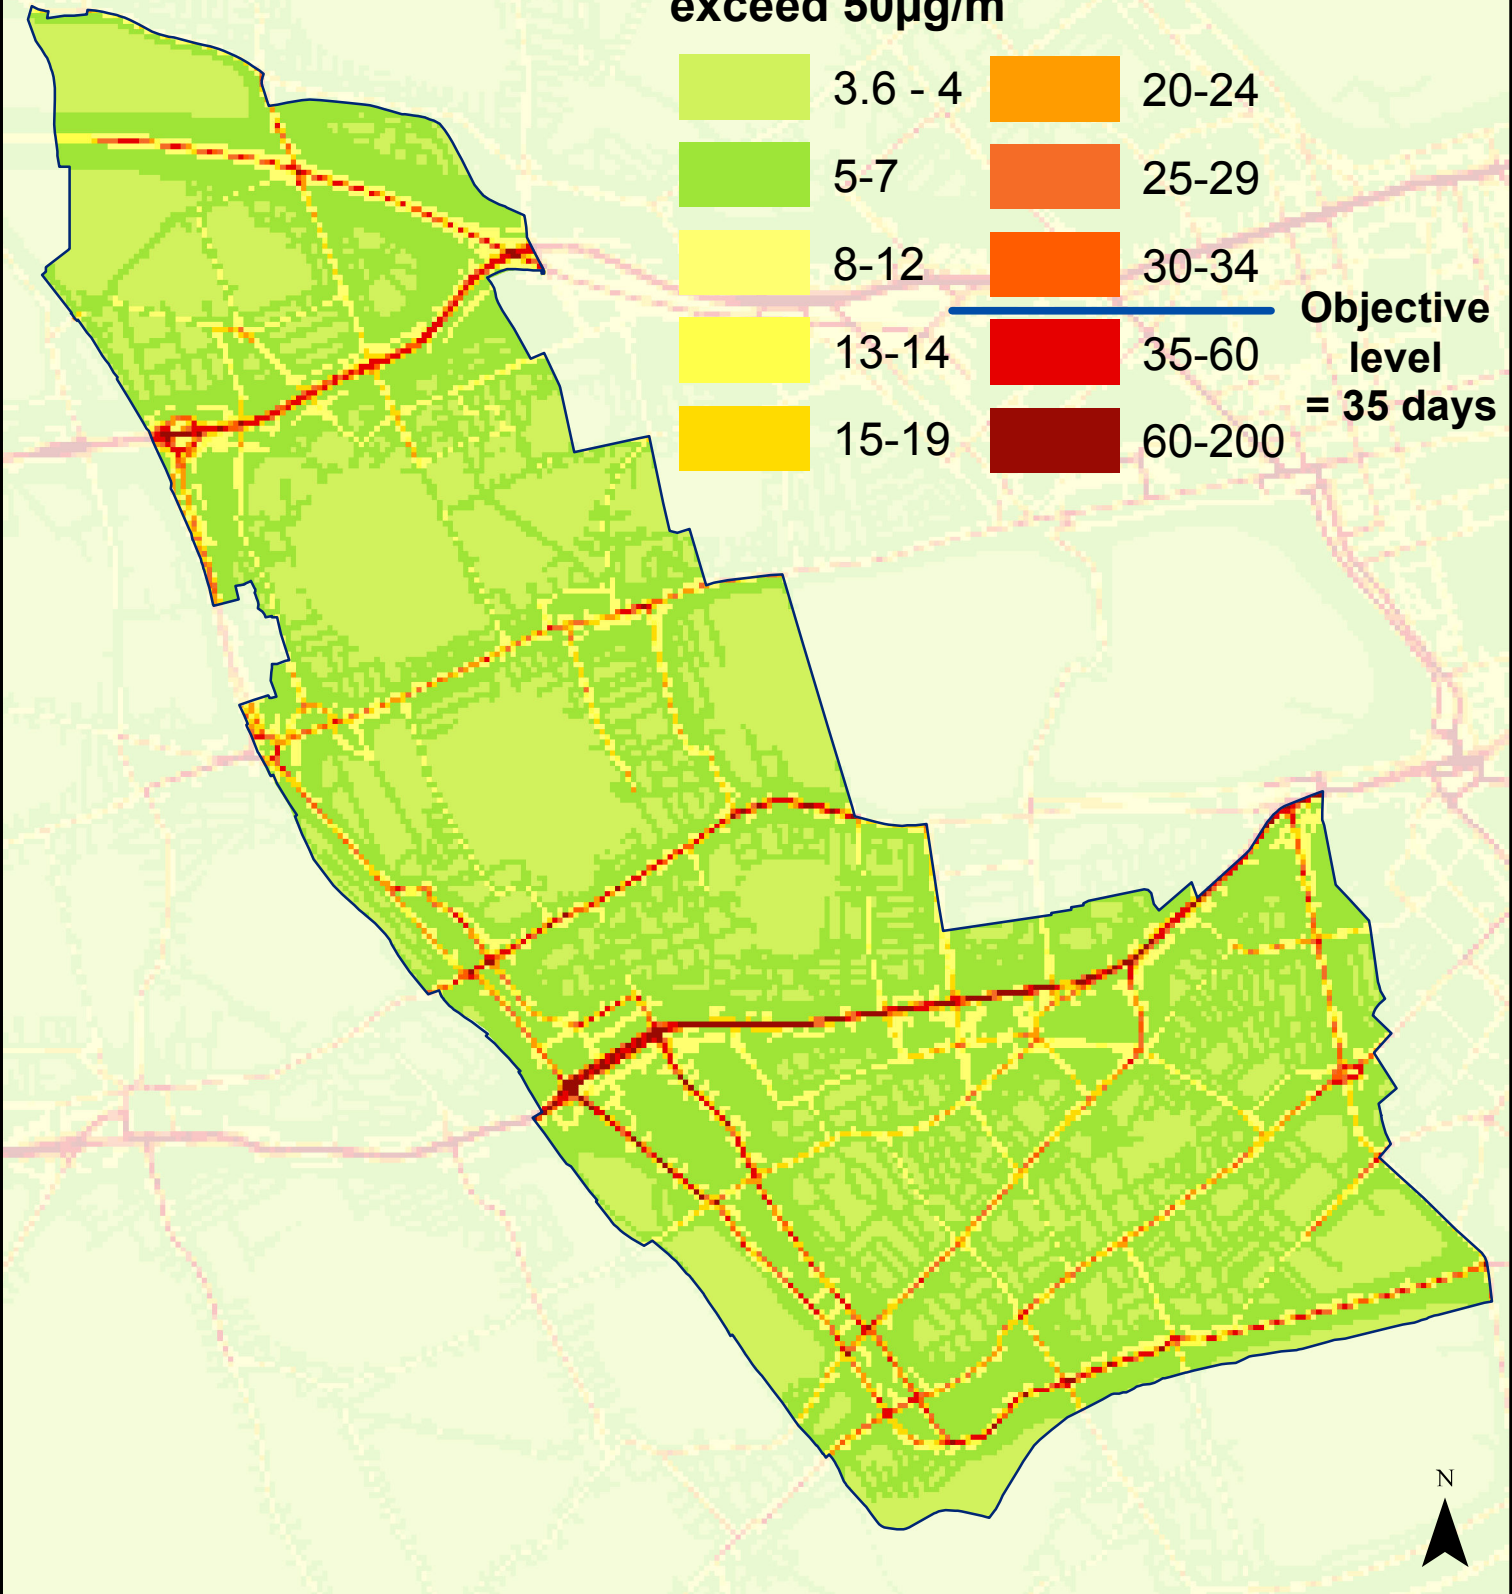 exceed 50µg/m
3.6 - 4
20-24
5-7
25-29
8-12
30-34
13-14
35-60
15-19
60-200
Objective
level
= 35 days
N